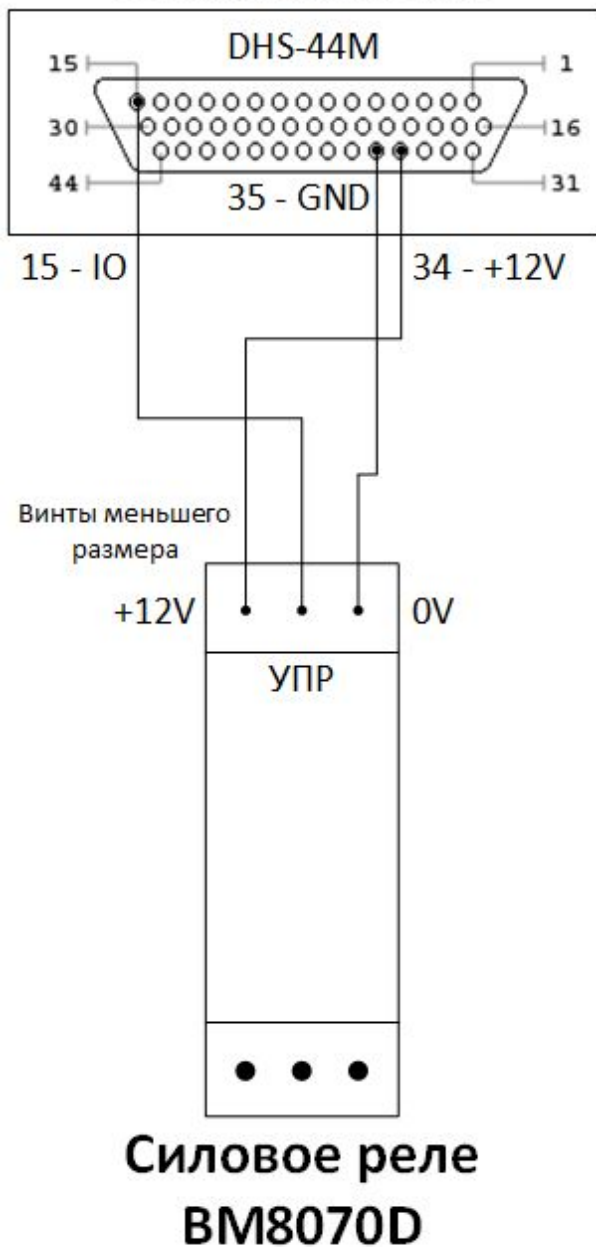 DHS-44M
15
1
30
16
44
31
35 - GND
15 - IO
34 - +12V
Винты меньшего
размера
+12V
0V
УПР
Силовое реле
BM8070D